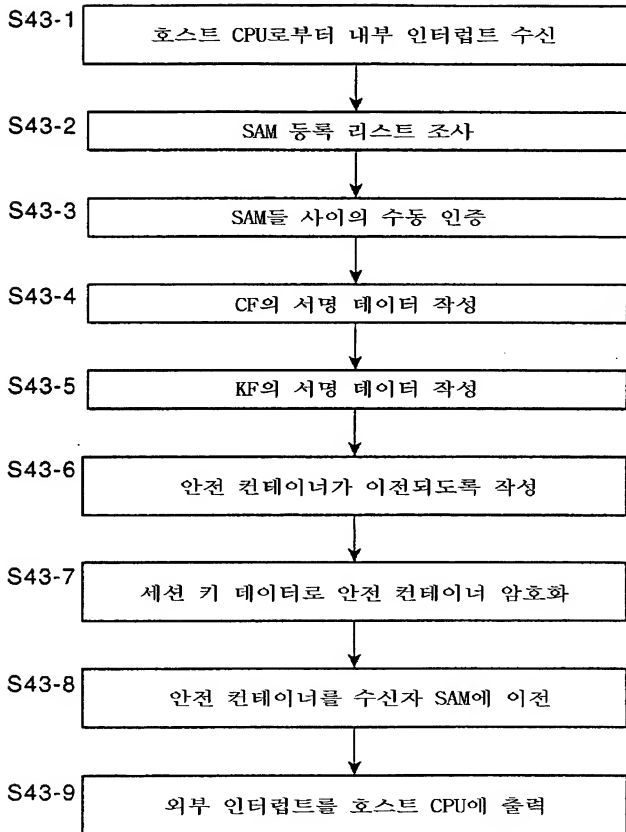 S43-1
호스트 CPU로부터 내부 인터럽트 수신
S43-2
SAM 등록 리스트 조사
S43-3
SAM들 사이의 수동 인증
S43-4
CF의 서명 데이터 작성
S43-5
KF의 서명 데이터 작성
S43-6
안전 컨테이너가 이전되도록 작성
S43-7
세션 키 데이터로 안전 컨테이너 암호화
S43-8
안전 컨테이너를 수신자 SAM에 이전
S43-9
외부 인터럽트를 호스트 CPU에 출력